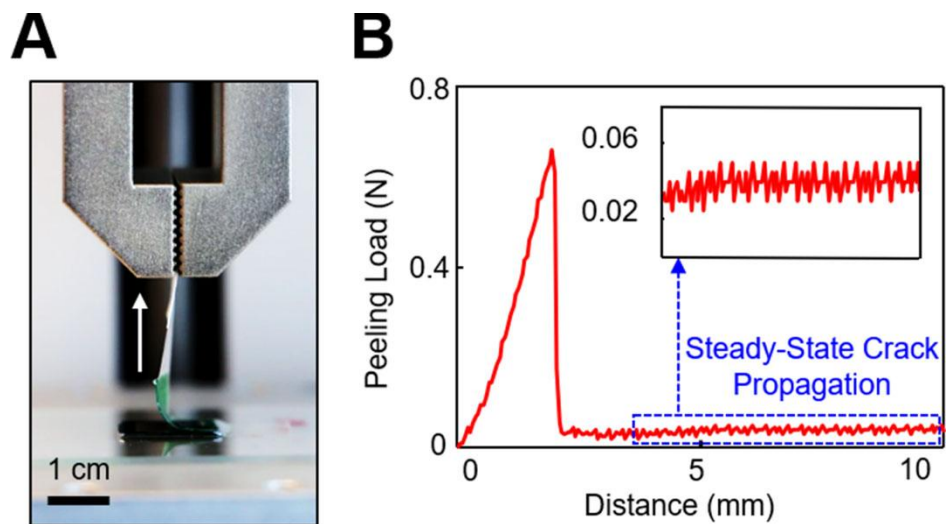 A
1 cm
B
Peeling Load (N)
0.8
0.4
0
0.06
0.02
Steady-State Crack
Propagation
0
5
10
Distance (mm)